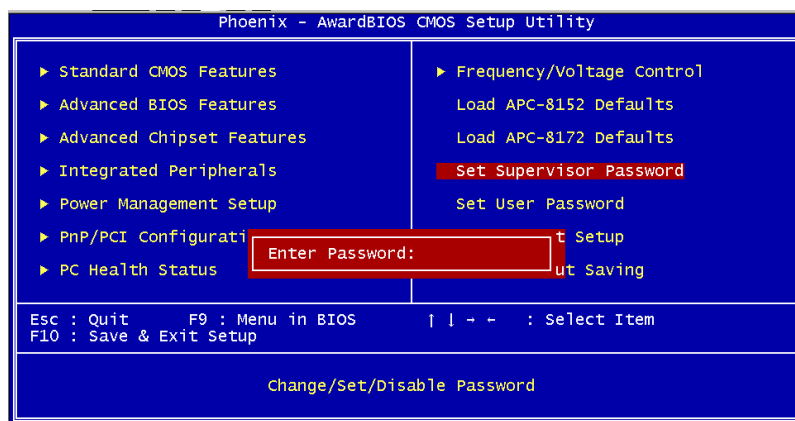 Phoenix - AwardBIOS CMOS Setup Utility
▶ Standard CMOS Features
▶ Advanced BIOS Features
▶ Advanced Chipset Features
▶ Integrated Peripherals
▶ Power Management Setup
▶ PnP/PCI Configurati
▶ PC Health Status
▶ Frequency/Voltage Control
Load APC-8152 Defaults
Load APC-8172 Defaults
Set Supervisor Password
Set User Password
t Setup
ut Saving
Enter Password:
Esc : Quit F9 : Menu in BIOS ↑ ↓ → ← : Select Item
F10 : Save & Exit Setup
Change/Set/Disable Password